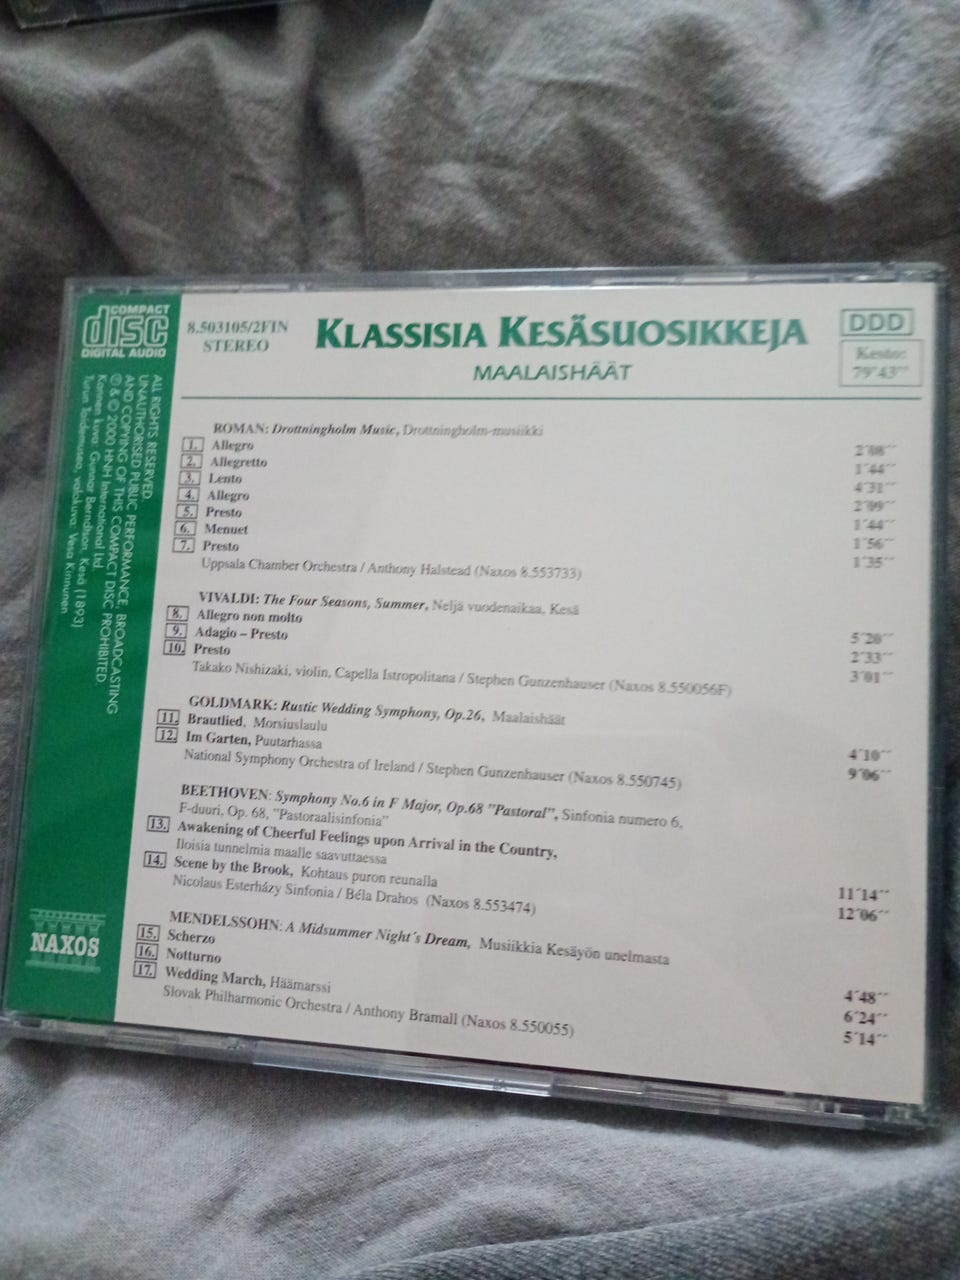 COMPACT
disc
DIGITAL AUDIO
8.503105/2FIN
STEREO
KLASSISIA KESÄSUOSIKKEJA
MAALAISHÄÄT
DDD
Kesto:
79´43´´
ROMAN: Drottningholm Music, Drottningholm-musiikki
1. Allegro 2´08´´
2. Allegretto 1´44´´
3. Lento 4´31´´
4. Allegro 2´09´´
5. Presto 1´44´´
6. Menuet 1´56´´
7. Presto 1´35´´
Uppsala Chamber Orchestra / Anthony Halstead (Naxos 8.553733)
VIVALDI: The Four Seasons, Summer, Neljä vuodenaikaa, Kesä
8. Allegro non molto 5´20´´
9. Adagio – Presto 2´33´´
10. Presto 3´01´´
Takako Nishizaki, violin, Capella Istropolitana / Stephen Gunzenhauser (Naxos 8.550056F)
GOLDMARK: Rustic Wedding Symphony, Op.26, Maalaishäät
11. Brautlied, Morsiuslaulu 4´10´´
12. Im Garten, Puutarhassa 9´06´´
National Symphony Orchestra of Ireland / Stephen Gunzenhauser (Naxos 8.550745)
BEETHOVEN: Symphony No.6 in F Major, Op.68 "Pastoral", Sinfonia numero 6,
F-duuri, Op. 68, "Pastoraalisinfonia"
13. Awakening of Cheerful Feelings upon Arrival in the Country,
Iloisia tunnelmia maalle saavuttaessa 11´14´´
14. Scene by the Brook, Kohtaus puron reunalla 12´06´´
Nicolaus Esterházy Sinfonia / Béla Drahos (Naxos 8.553474)
MENDELSSOHN: A Midsummer Night´s Dream, Musiikkia Kesäyön unelmasta
15. Scherzo 4´48´´
16. Notturno 6´24´´
17. Wedding March, Häämarssi 5´14´´
Slovak Philharmonic Orchestra / Anthony Bramall (Naxos 8.550055)
ALL RIGHTS RESERVED.
UNAUTHORISED PUBLIC PERFORMANCE, BROADCASTING
AND COPYING OF THIS COMPACT DISC PROHIBITED.
℗ & © 2000 HNH International Ltd.
Kannen kuva: Gunnar Berndtson, Kesä (1893)
Turun Taidemuseo, valokuva: Vesa Kinnunen
NAXOS